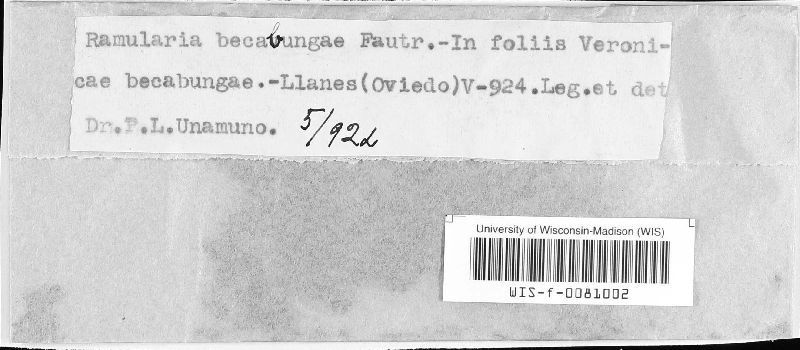 Ramularia becabungae Fautr.-In foliis Veroni-
cae becabungae.-Llanes(Oviedo)V-924.Leg.et det
Dr.P.L.Unamuno. 5/922
University of Wisconsin-Madison (WIS)
WIS-f-0081002